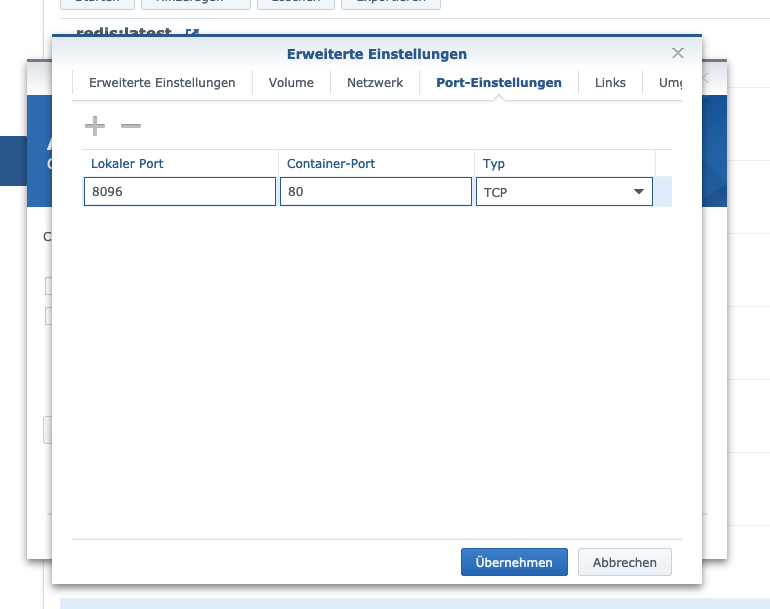 redis:latest
Erweiterte Einstellungen
Erweiterte Einstellungen Volume Netzwerk Port-Einstellungen Links Umg
Lokaler Port Container-Port Typ
8096 80 TCP
Übernehmen Abbrechen